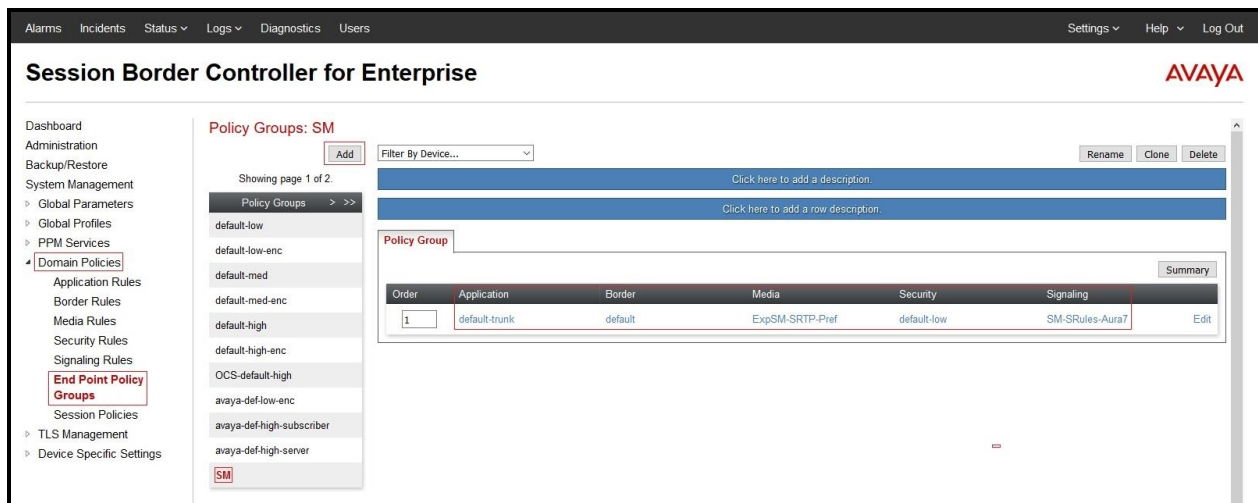 Alarms Incidents Status Logs Diagnostics Users Settings Help Log Out
Session Border Controller for Enterprise
AVAYA
Dashboard
Administration
Backup/Restore
System Management
Global Parameters
Global Profiles
PPM Services
Domain Policies
Application Rules
Border Rules
Media Rules
Security Rules
Signaling Rules
End Point Policy
Groups
Session Policies
TLS Management
Device Specific Settings
Policy Groups: SM
Add
Showing page 1 of 2.
Policy Groups > >>
default-low
default-low-enc
default-med
default-med-enc
default-high
default-high-enc
OCS-default-high
avaya-def-low-enc
avaya-def-high-subscriber
avaya-def-high-server
SM
Filter By Device...
Rename Clone Delete
Click here to add a description.
Click here to add a row description.
Policy Group
Summary
Order Application Border Media Security Signaling
1 default-trunk default ExpSM-SRTP-Pref default-low SM-SRules-Aura7 Edit